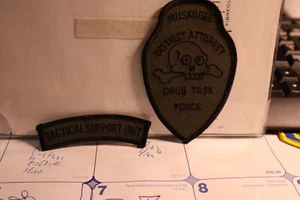 MUSKOGEE
DISTRICT ATTORNEY
DRUG TASK
FORCE
TACTICAL SUPPORT UNIT
7
8